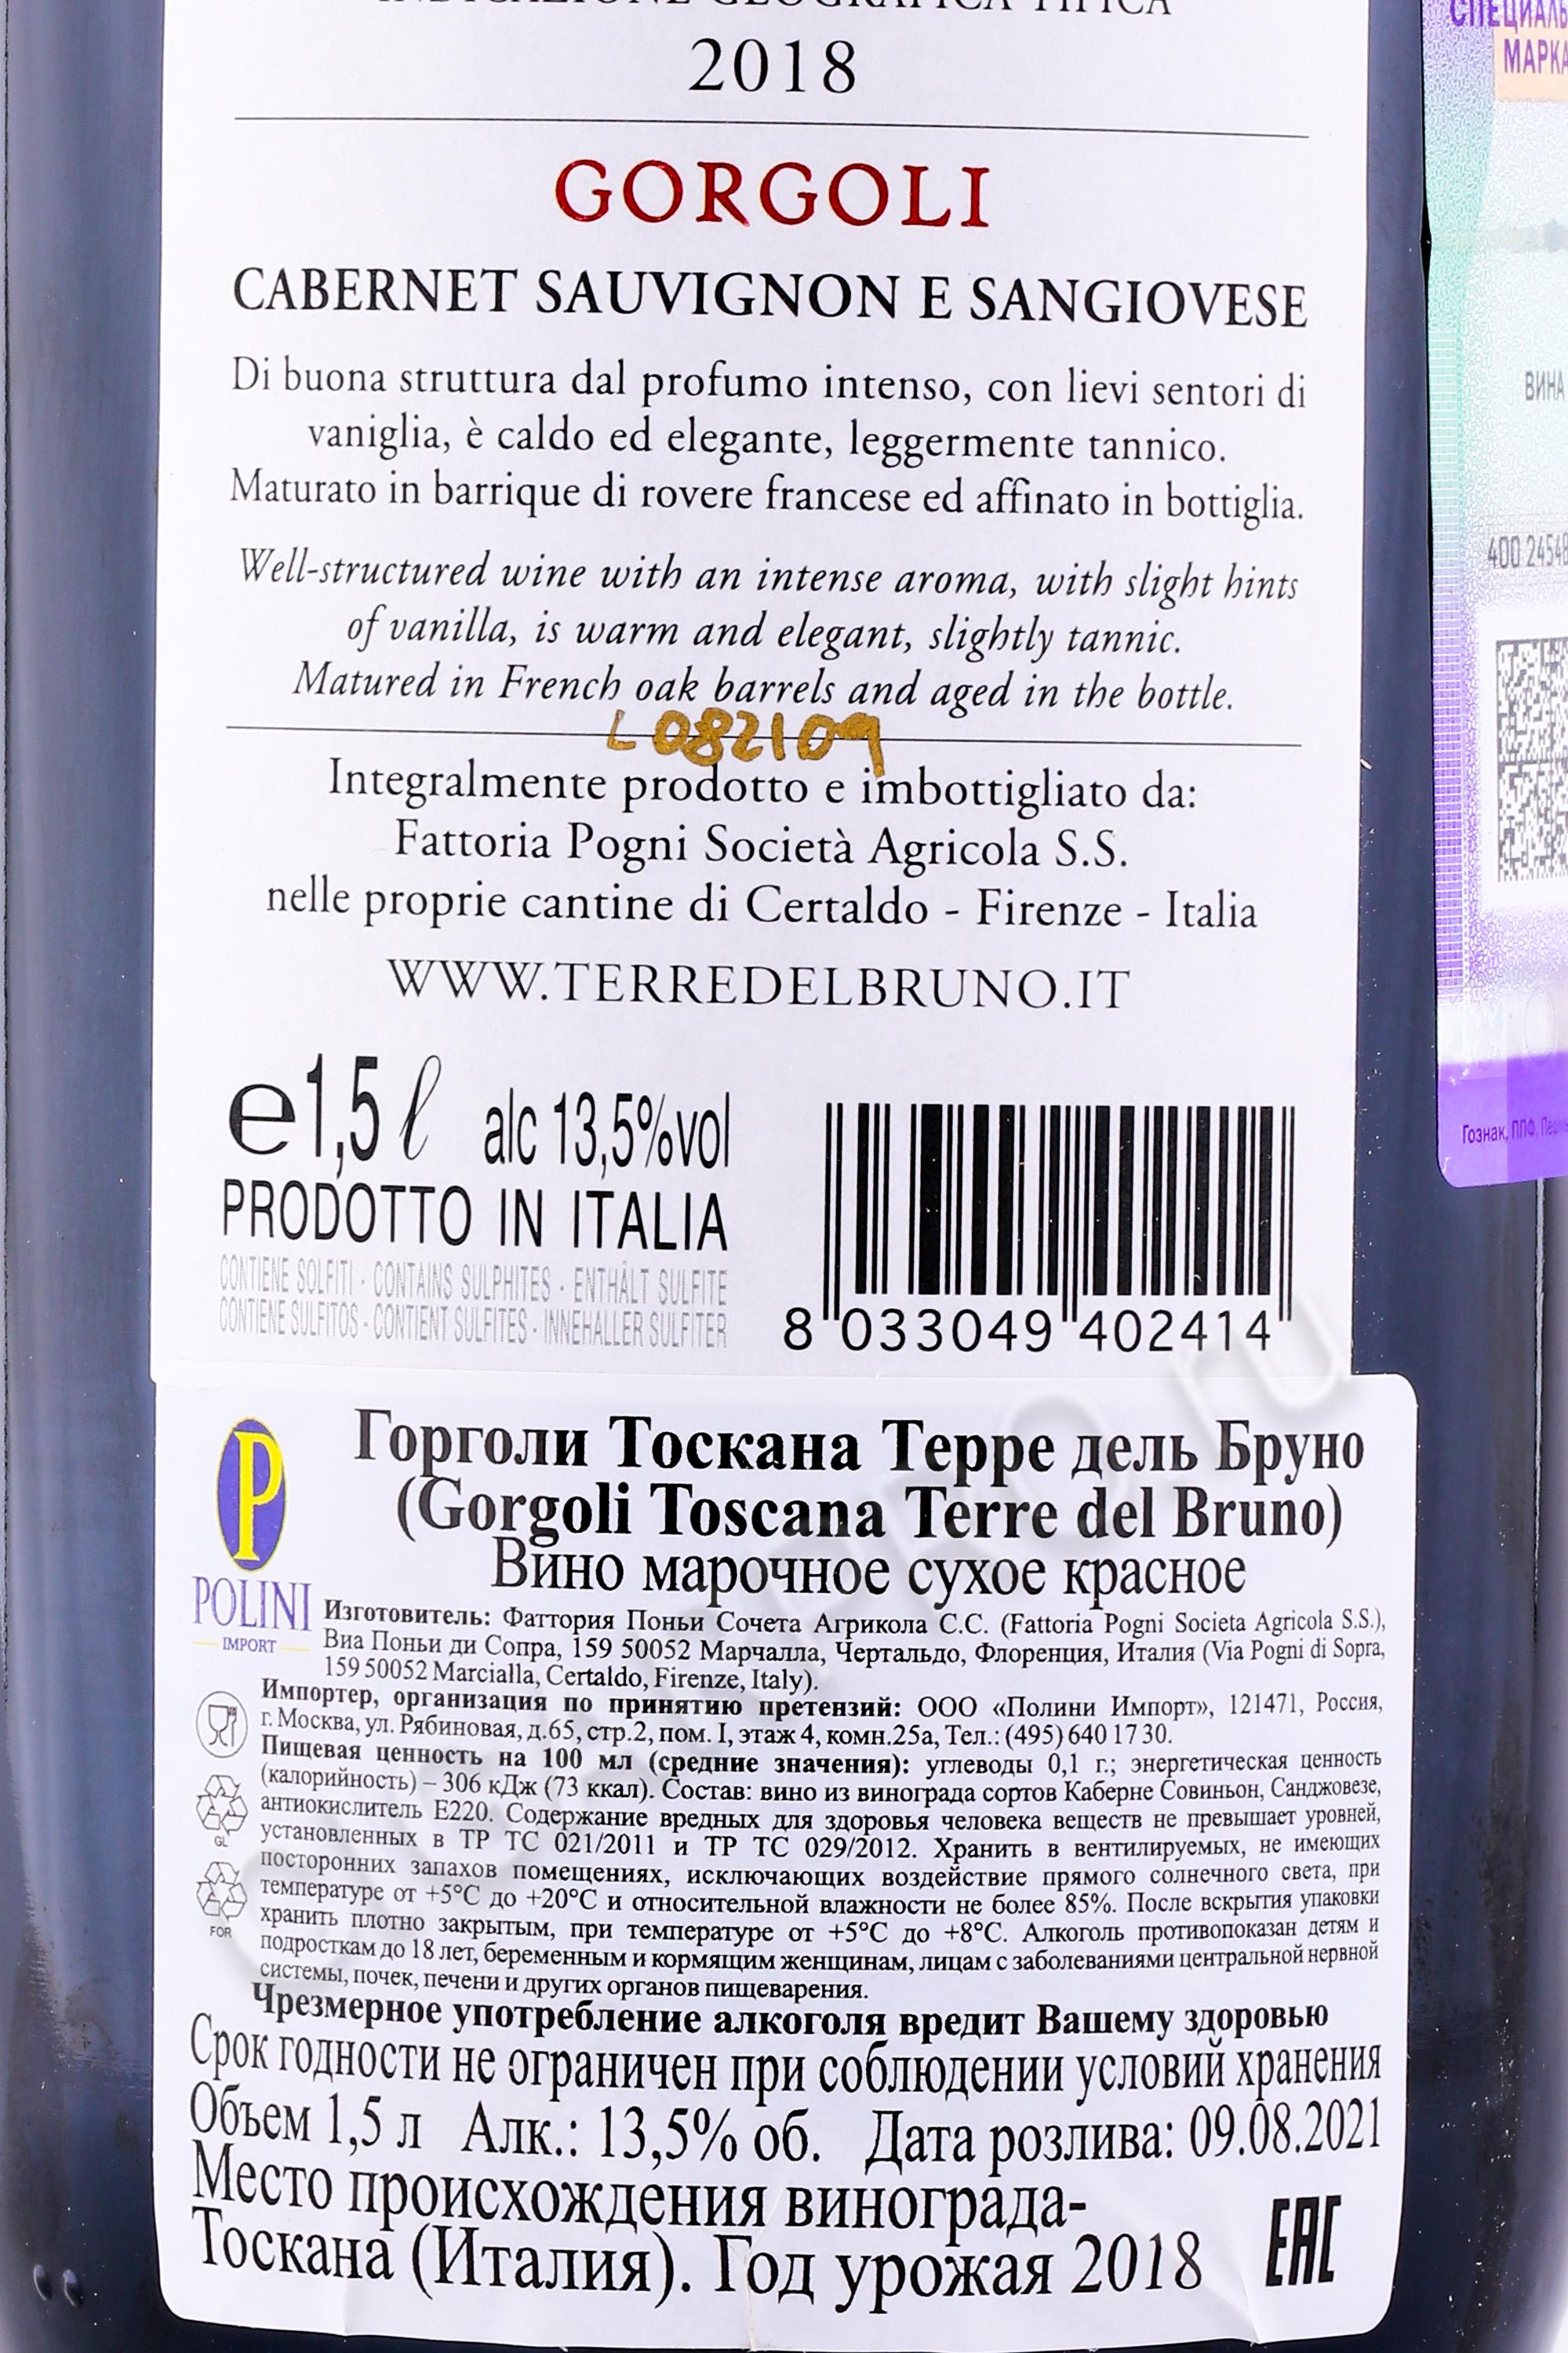 INDICAZIONE GEOGRAFICA TIPICA
2018
GORGOLI
CABERNET SAUVIGNON E SANGIOVESE
Di buona struttura dal profumo intenso, con lievi sentori di
vaniglia, è caldo ed elegante, leggermente tannico.
Maturato in barrique di rovere francese ed affinato in bottiglia.
Well-structured wine with an intense aroma, with slight hints
of vanilla, is warm and elegant, slightly tannic.
Matured in French oak barrels and aged in the bottle.
L082109
Integralmente prodotto e imbottigliato da:
Fattoria Pogni Società Agricola S.S.
nelle proprie cantine di Certaldo - Firenze - Italia
WWW.TERREDELBRUNO.IT
e1,5 ℓ alc 13,5%vol
PRODOTTO IN ITALIA
CONTIENE SOLFITI - CONTAINS SULPHITES - ENTHÄLT SULFITE
CONTIENE SULFITOS - CONTIENT SULFITES - INNEHALLER SULFITER
8 033049 402414
Горголи Тоскана Терре дель Бруно
(Gorgoli Toscana Terre del Bruno)
Вино марочное сухое красное
P
POLINI
IMPORT
Изготовитель: Фаттория Поньи Сочета Агрикола С.С. (Fattoria Pogni Societa Agricola S.S.),
Виа Поньи ди Сопра, 159 50052 Марчалла, Чертальдо, Флоренция, Италия (Via Pogni di Sopra,
159 50052 Marcialla, Certaldo, Firenze, Italy).
Импортер, организация по принятию претензий: ООО «Полини Импорт», 121471, Россия,
г. Москва, ул. Рябиновая, д.65, стр.2, пом. I, этаж 4, комн.25а, Тел.: (495) 640 17 30.
Пищевая ценность на 100 мл (средние значения): углеводы 0,1 г.; энергетическая ценность
(калорийность) – 306 кДж (73 ккал). Состав: вино из винограда сортов Каберне Совиньон, Санджовезе,
антиокислитель Е220. Содержание вредных для здоровья человека веществ не превышает уровней,
установленных в ТР ТС 021/2011 и ТР ТС 029/2012. Хранить в вентилируемых, не имеющих
посторонних запахов помещениях, исключающих воздействие прямого солнечного света, при
температуре от +5°С до +20°С и относительной влажности не более 85%. После вскрытия упаковки
хранить плотно закрытым, при температуре от +5°С до +8°С. Алкоголь противопоказан детям и
подросткам до 18 лет, беременным и кормящим женщинам, лицам с заболеваниями центральной нервной
системы, почек, печени и других органов пищеварения.
GL
FOR
Чрезмерное употребление алкоголя вредит Вашему здоровью
Срок годности не ограничен при соблюдении условий хранения
Объем 1,5 л Алк.: 13,5% об. Дата розлива: 09.08.2021
Место происхождения винограда-
Тоскана (Италия). Год урожая 2018
EAC
МАРКА
ВИНА
400 24548
Гознак, ППФ,